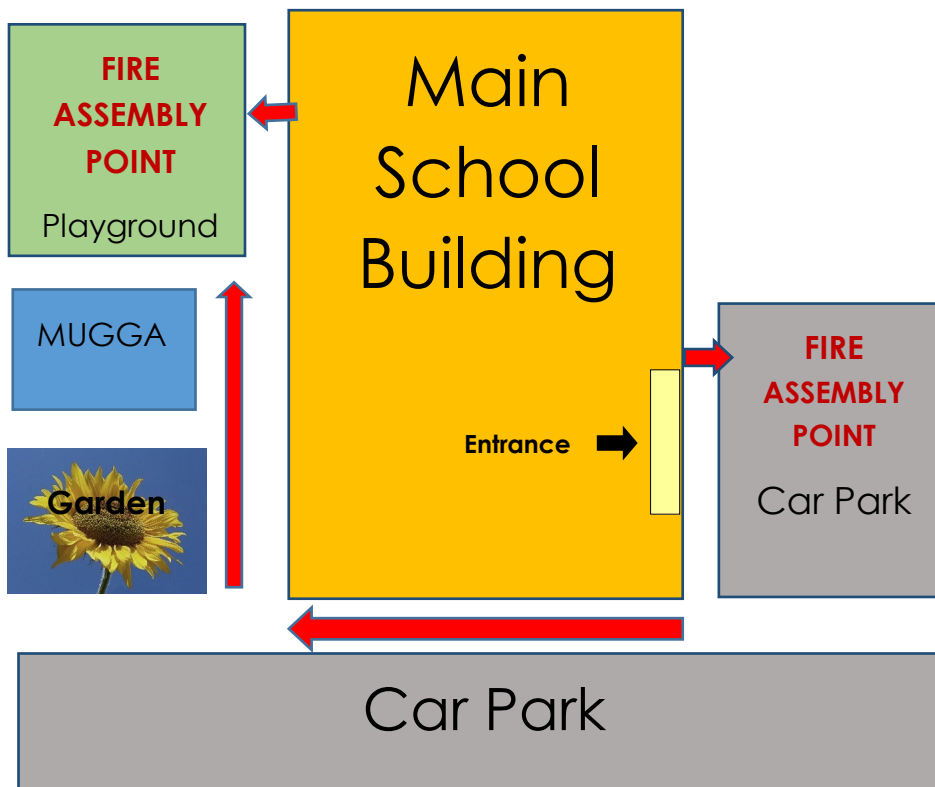 FIRE
ASSEMBLY
POINT
Playground
Main
School
Building
MUGGA
Garden
Entrance
FIRE
ASSEMBLY
POINT
Car Park
Car Park